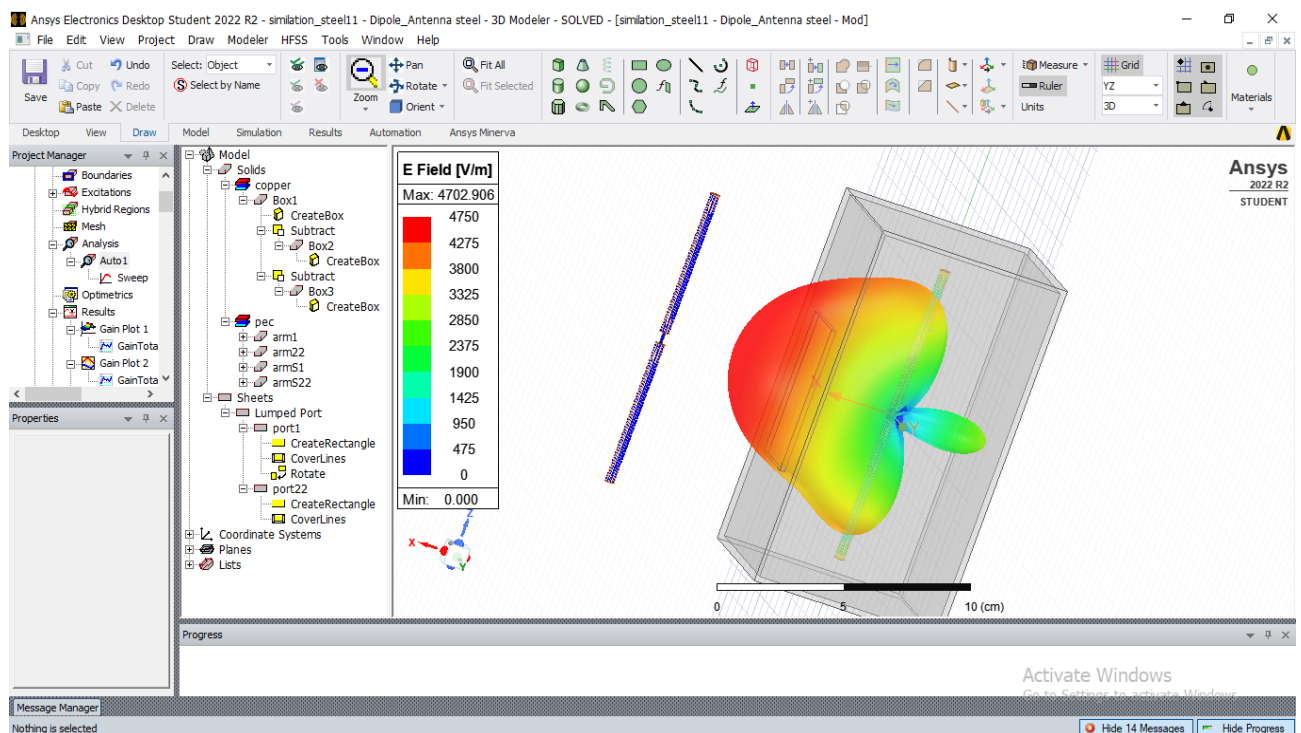 Ansys Electronics Desktop Student 2022 R2 - similation_steel11 - Dipole_Antenna steel - 3D Modeler - SOLVED - [similation_steel11 - Dipole_Antenna steel - Mod]
File Edit View Project Draw Modeler HFSS Tools Window Help
Save
Cut
Copy
Paste
Undo
Redo
Delete
Select: Object
Select by Name
Zoom
Pan
Rotate
Orient
Fit All
Fit Selected
Measure
Ruler
Units
Grid
YZ
3D
Materials
Desktop View Draw Model Simulation Results Automation Ansys Minerva
Project Manager
Boundaries
Excitations
Hybrid Regions
Mesh
Analysis
Auto1
Sweep
Optimetrics
Results
Gain Plot 1
GainTota
Gain Plot 2
GainTota
Properties
Model
Solids
copper
Box1
CreateBox
Subtract
Box2
CreateBox
Subtract
Box3
CreateBox
pec
arm1
arm22
armS1
armS22
Sheets
Lumped Port
port1
CreateRectangle
CoverLines
Rotate
port22
CreateRectangle
CoverLines
Coordinate Systems
Planes
Lists
E Field [V/m]
Max: 4702.906
4750
4275
3800
3325
2850
2375
1900
1425
950
475
0
Min: 0.000
Z
X
Y
X
Y
Ansys
2022 R2
STUDENT
0 5 10 (cm)
Progress
Activate Windows
Go to Settings to activate Windows.
Message Manager
Nothing is selected
Hide 14 Messages
Hide Progress